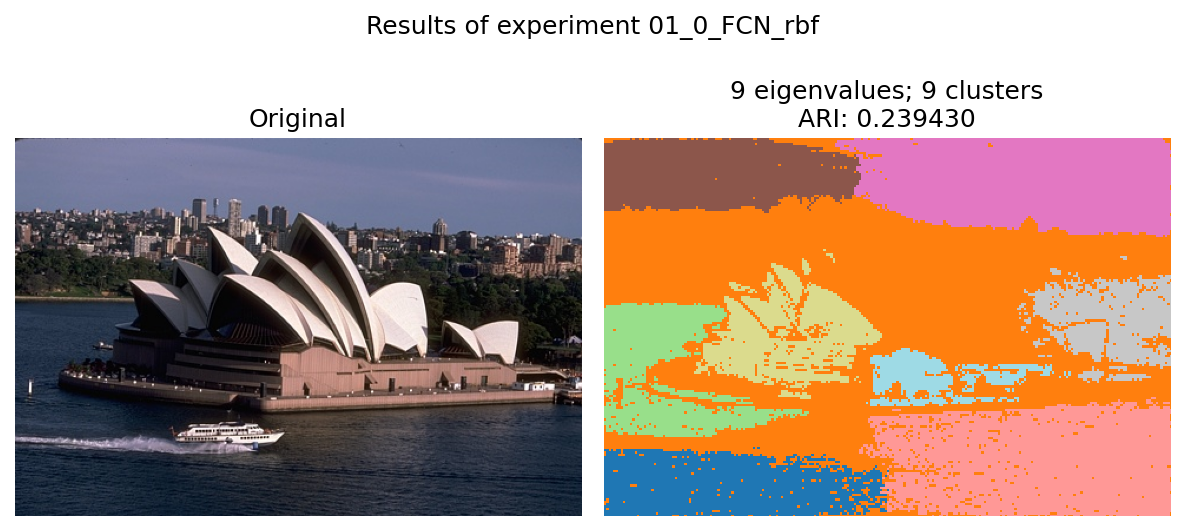 Results of experiment 01_0_FCN_rbf
Original
9 eigenvalues; 9 clusters
ARI: 0.239430